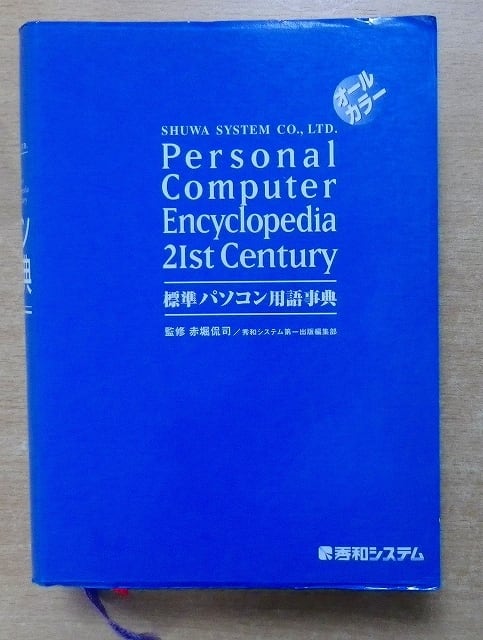 オール
カラー
SHUWA SYSTEM CO., LTD.
Personal
Computer
Encyclopedia
21st Century
標準パソコン用語事典
監修 赤堀侃司／秀和システム第一出版編集部
秀和システム